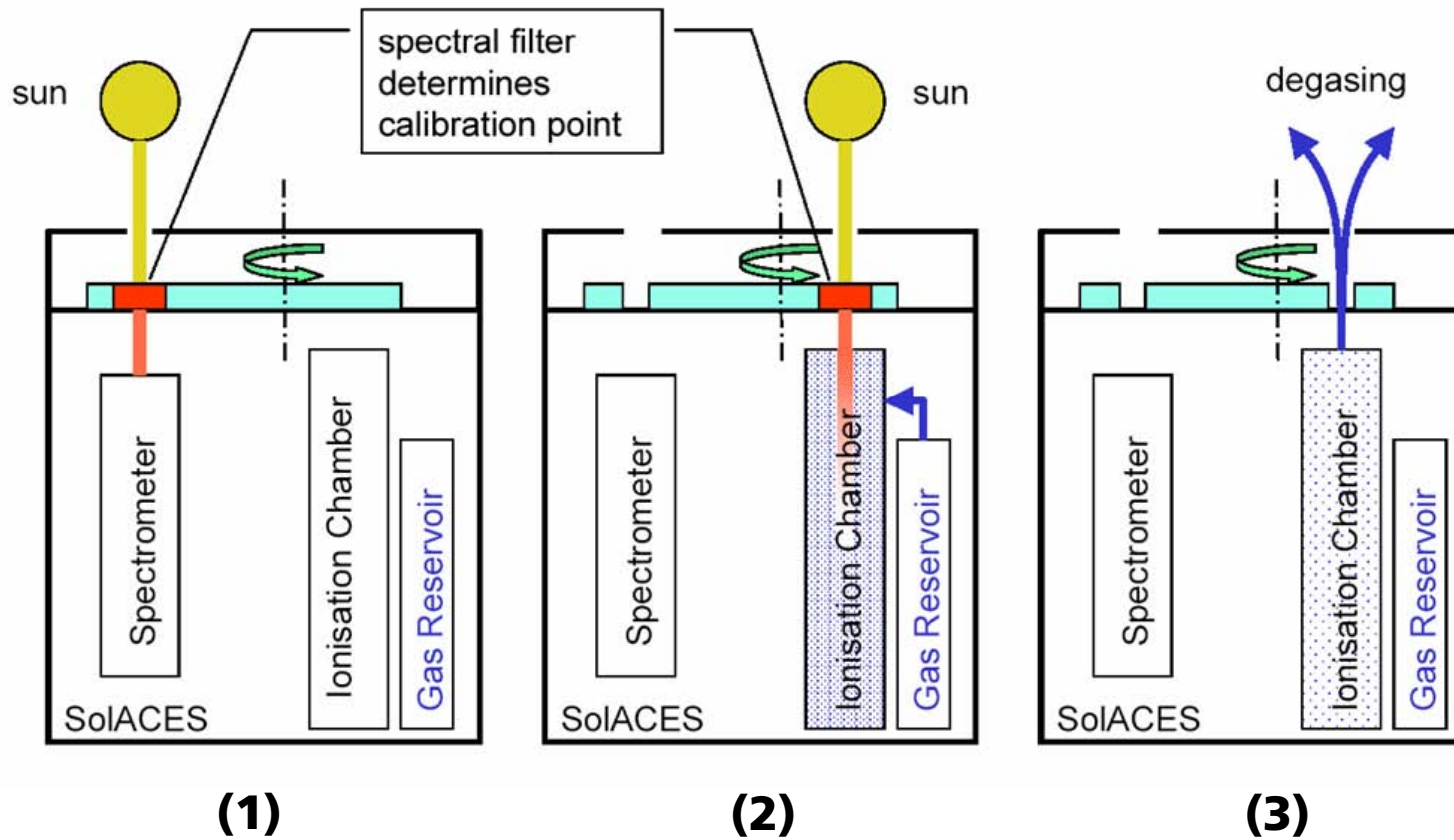 sun
spectral filter
determines
calibration point
sun
degasing
Spectrometer
Ionisation Chamber
Gas Reservoir
SolACES
Spectrometer
Ionisation Chamber
Gas Reservoir
SolACES
Spectrometer
Ionisation Chamber
Gas Reservoir
SolACES
(1)
(2)
(3)